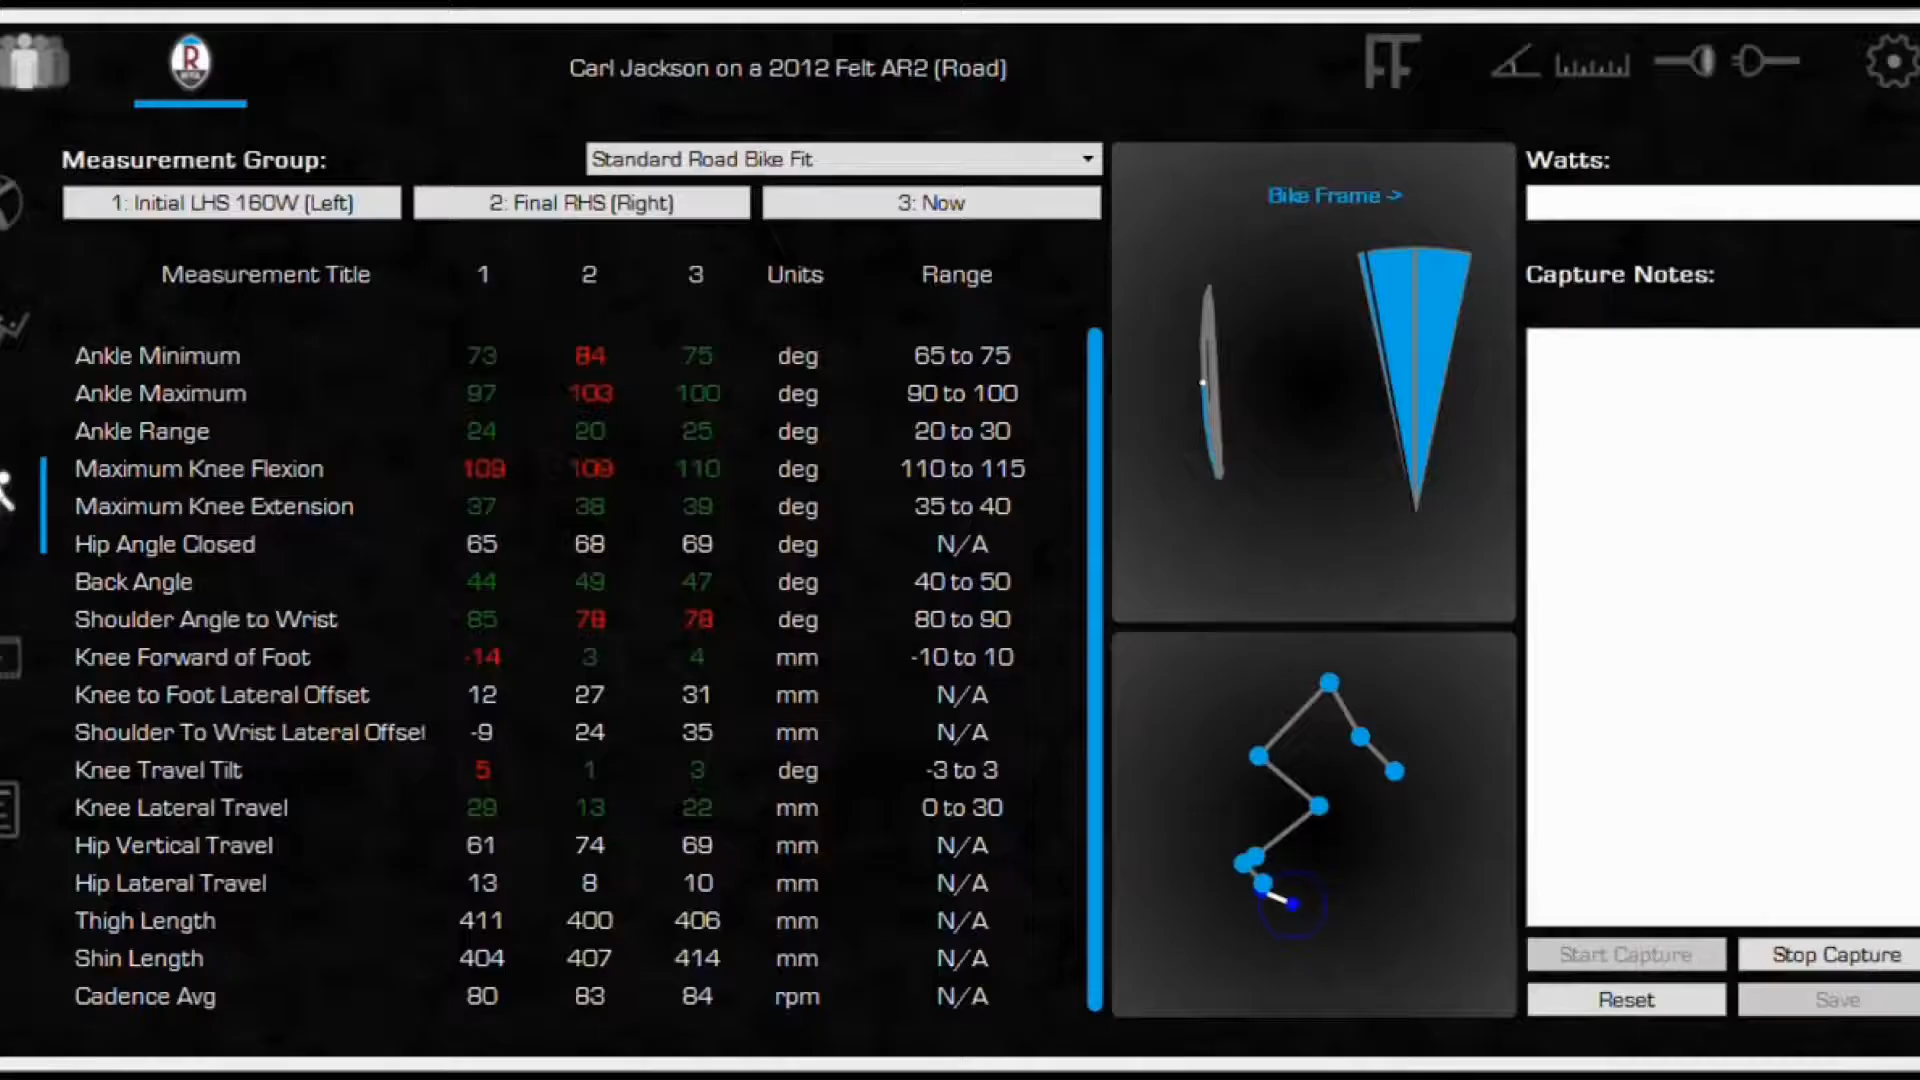 R
Carl Jackson on a 2012 Felt AR2 (Road)
FF
Measurement Group:
Standard Road Bike Fit
1: Initial LHS 160W (Left)
2: Final RHS (Right)
3: Now
Measurement Title 1 2 3 Units Range
Ankle Minimum 73 84 75 deg 65 to 75
Ankle Maximum 97 103 100 deg 90 to 100
Ankle Range 24 20 25 deg 20 to 30
Maximum Knee Flexion 109 109 110 deg 110 to 115
Maximum Knee Extension 37 38 39 deg 35 to 40
Hip Angle Closed 65 68 69 deg N/A
Back Angle 44 49 47 deg 40 to 50
Shoulder Angle to Wrist 85 78 78 deg 80 to 90
Knee Forward of Foot -14 3 4 mm -10 to 10
Knee to Foot Lateral Offset 12 27 31 mm N/A
Shoulder To Wrist Lateral Offset -9 24 35 mm N/A
Knee Travel Tilt 5 1 3 deg -3 to 3
Knee Lateral Travel 28 13 22 mm 0 to 30
Hip Vertical Travel 61 74 69 mm N/A
Hip Lateral Travel 13 8 10 mm N/A
Thigh Length 411 400 406 mm N/A
Shin Length 404 407 414 mm N/A
Cadence Avg 80 83 84 rpm N/A
Bike Frame ->
Watts:
Capture Notes:
Start Capture
Stop Capture
Reset
Save